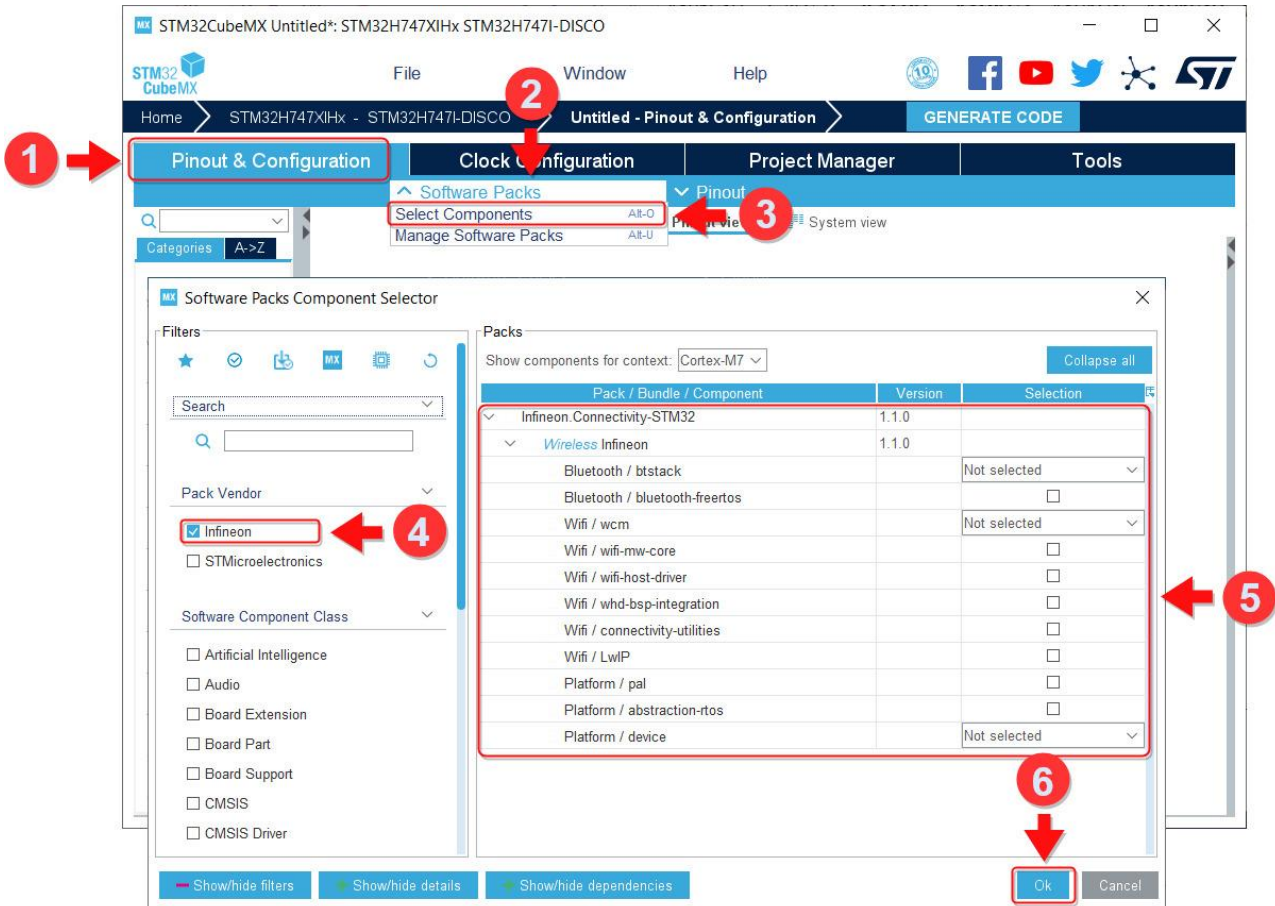 MX STM32CubeMX Untitled*: STM32H747XIHx STM32H747I-DISCO
STM32 CubeMX
File Window Help
10
Home STM32H747XIHx - STM32H747I-DISCO Untitled - Pinout & Configuration GENERATE CODE
2
1
Pinout & Configuration Clock Configuration Project Manager Tools
Software Packs Pinout
Select Components Alt-O
3
System view
Manage Software Packs Alt-U
Categories A->Z
MX Software Packs Component Selector
Filters
Packs
MX
Show components for context: Cortex-M7 Collapse all
Pack / Bundle / Component Version Selection
Search
Infineon.Connectivity-STM32 1.1.0
Wireless Infineon 1.1.0
Bluetooth / btstack Not selected
Pack Vendor
Bluetooth / bluetooth-freertos
Infineon
4
Wifi / wcm Not selected
Wifi / wifi-mw-core
STMicroelectronics
Wifi / wifi-host-driver
Wifi / whd-bsp-integration
5
Software Component Class
Wifi / connectivity-utilities
Artificial Intelligence
Wifi / LwIP
Audio
Platform / pal
Board Extension
Platform / abstraction-rtos
Board Part
Platform / device Not selected
Board Support
6
CMSIS
CMSIS Driver
Show/hide filters Show/hide details Show/hide dependencies Ok Cancel